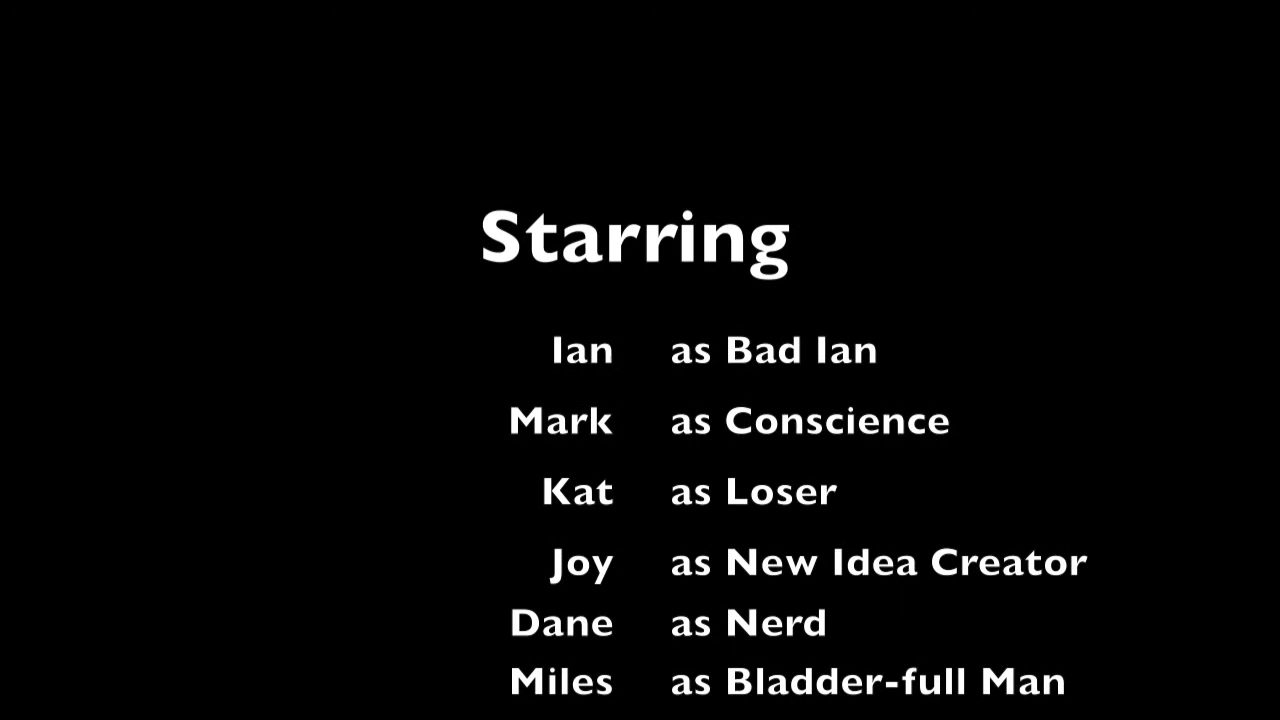 Starring
Ian as Bad Ian
Mark as Conscience
Kat as Loser
Joy as New Idea Creator
Dane as Nerd
Miles as Bladder-full Man